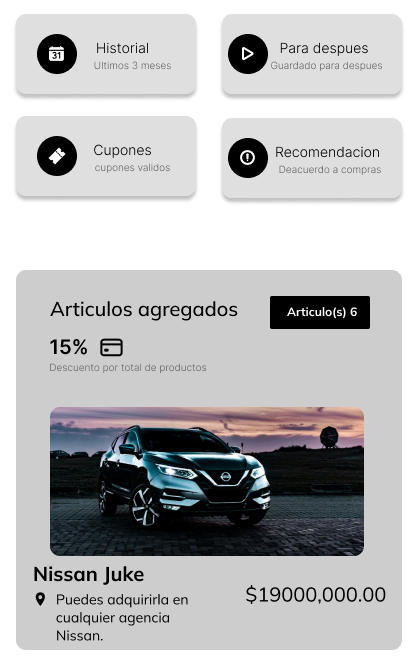 Historial
Ultimos 3 meses
Para despues
Guardado para despues
31
Cupones
cupones validos
Recomendacion
Deacuerdo a compras
Articulos agregados
Articulo(s) 6
15%
Descuento por total de productos
Nissan Juke
Puedes adquirirla en
cualquier agencia
Nissan.
$19000,000.00